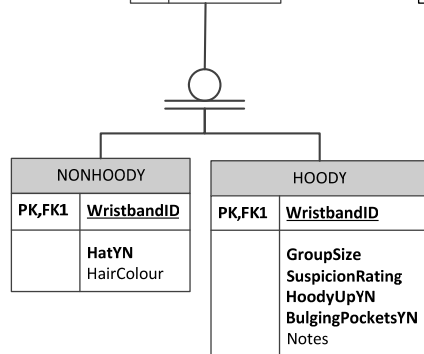 NONHOODY
PK,FK1 WristbandID
HatYN
HairColour
HOODY
PK,FK1 WristbandID
GroupSize
SuspicionRating
HoodyUpYN
BulgingPocketsYN
Notes